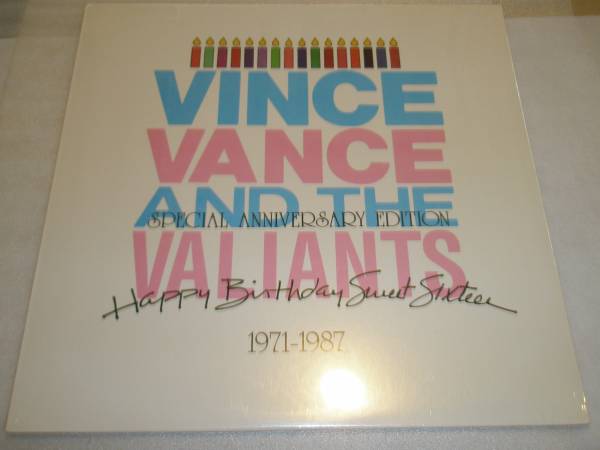 VINCE
VANCE
AND THE
SPECIAL ANNIVERSARY EDITION
VALIANTS
Happy Birthday Sweet Sixteen
1971-1987